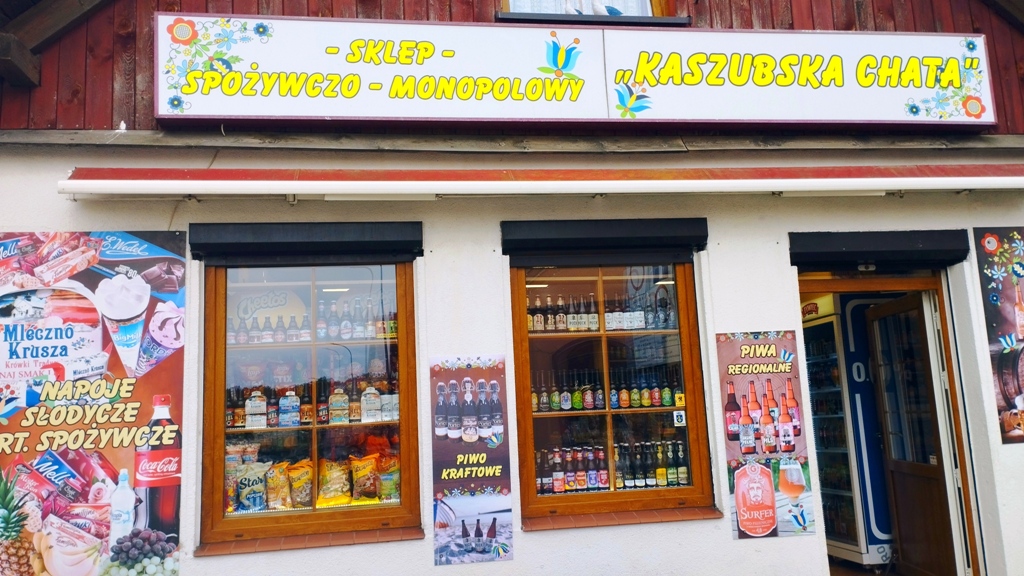 - SKLEP -
SPOŻYWCZO - MONOPOLOWY
„KASZUBSKA CHATA"
E. Wedel
Mleczno
Krusza
NAPOJE
SŁODYCZE
ART. SPOŻYWCZE
Coca-Cola
Star
PIWO
KRAFTOWE
PIWA
REGIONALNE
SURFER